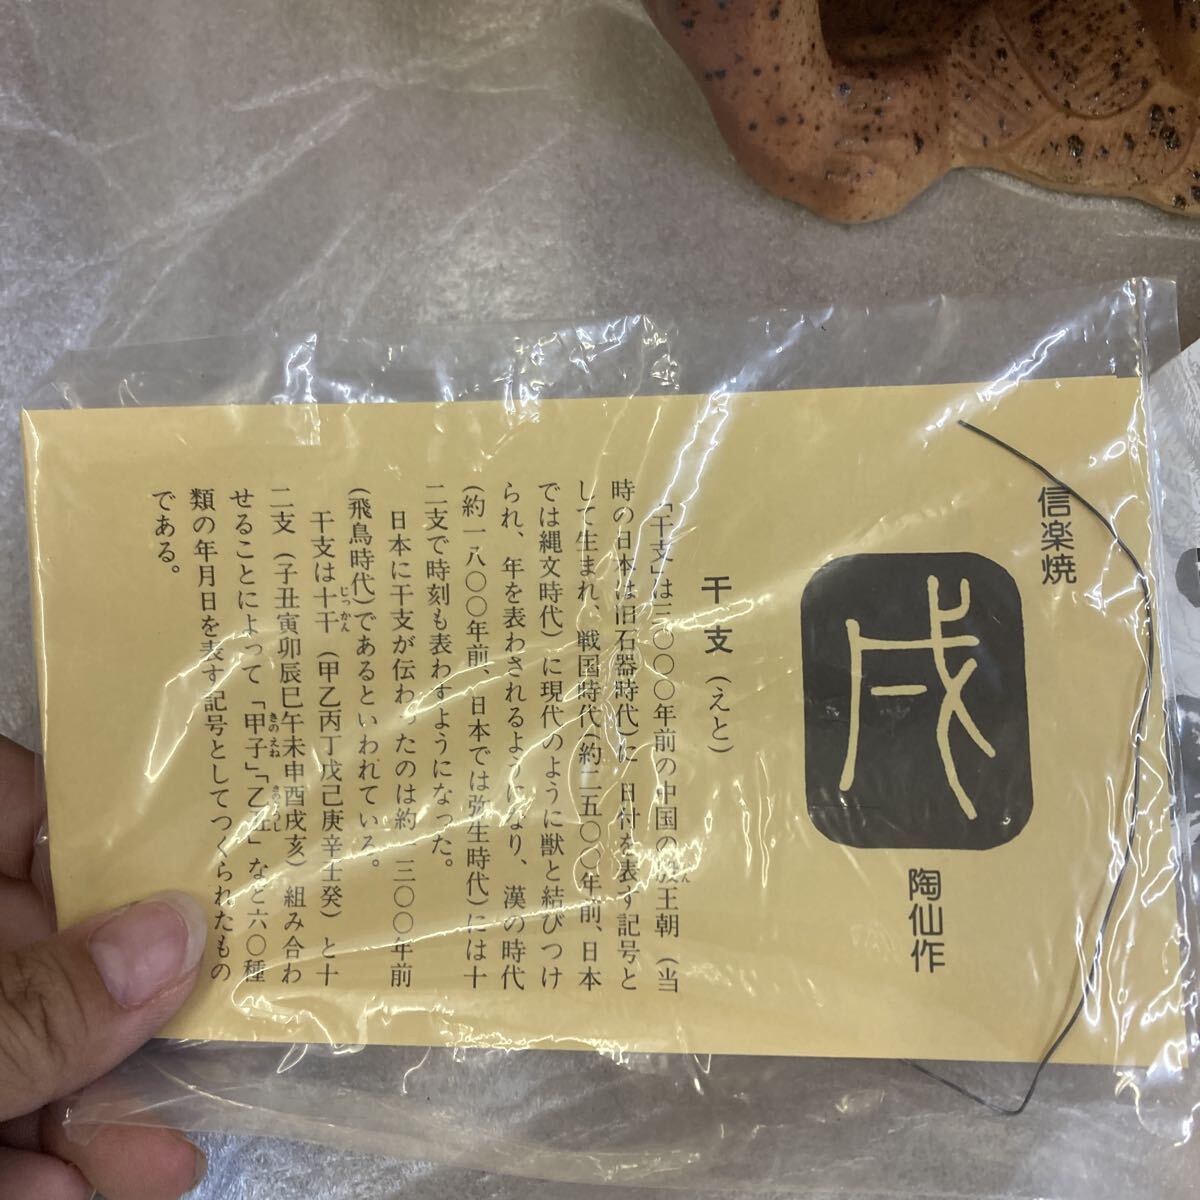 信楽焼
戌
陶仙作
干支（えと）
「干支」は三〇〇〇年前の中国の殷王朝（当
時の日本は旧石器時代）に日付を表す記号と
して生まれ、戦国時代（約二五〇〇年前、日本
では縄文時代）に現代のように獣と結びつけ
られ、年を表わされるようになり、漢の時代
（約一八〇〇年前、日本では弥生時代）には十
二支で時刻も表わすようになった。
日本に干支が伝わったのは約一三〇〇年前
（飛鳥時代）であるといわれている。
干支は十干（甲乙丙丁戊己庚辛壬癸）と十
二支（子丑寅卯辰巳午未申酉戌亥）組み合わ
せることによって「甲子」「乙丑」など六〇種
類の年月日を表す記号としてつくられたもの
である。